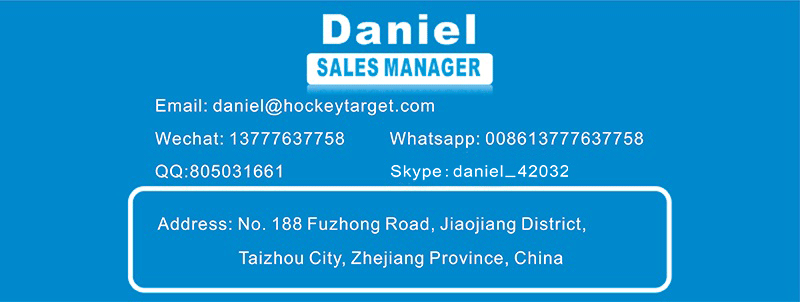 Daniel
SALES MANAGER
Email: daniel@hockeytarget.com
Wechat: 13777637758 Whatsapp: 008613777637758
QQ:805031661 Skype: daniel_42032
Address: No. 188 Fuzhong Road, Jiaojiang District,
Taizhou City, Zhejiang Province, China